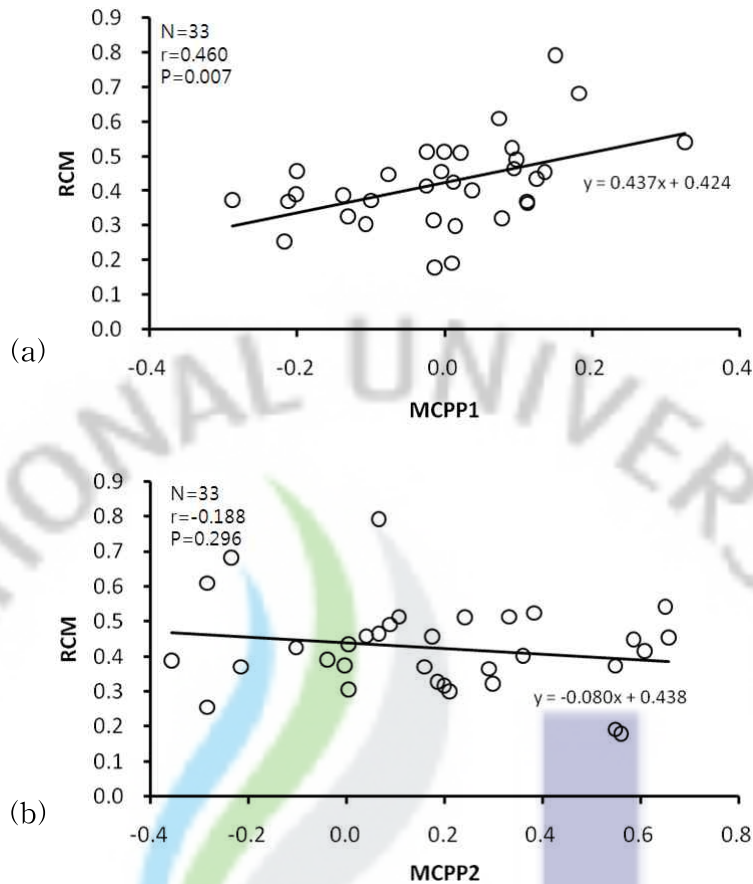 0.9
0.8
0.7
0.6
0.5
0.4
0.3
0.2
0.1
0.0
RCM
N=33
r=0.460
P=0.007
y = 0.437x + 0.424
-0.4
-0.2
0.0
0.2
0.4
MCPP1
(a)
IONAL UNIVERS
0.9
0.8
0.7
0.6
0.5
0.4
0.3
0.2
0.1
0.0
RCM
N=33
r=-0.188
P=0.296
y = -0.080x + 0.438
-0.4
-0.2
0.0
0.2
0.4
0.6
0.8
MCPP2
(b)